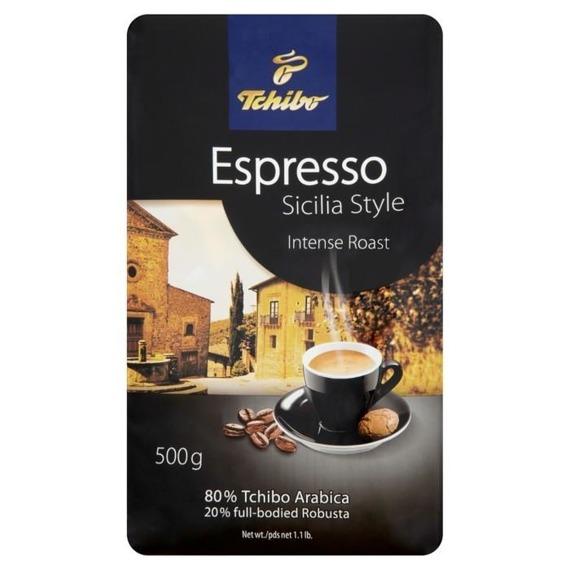 Tchibo
Espresso
Sicilia Style
Intense Roast
500 g
80% Tchibo Arabica
20% full-bodied Robusta
Net wt./pds net 1.1 lb.